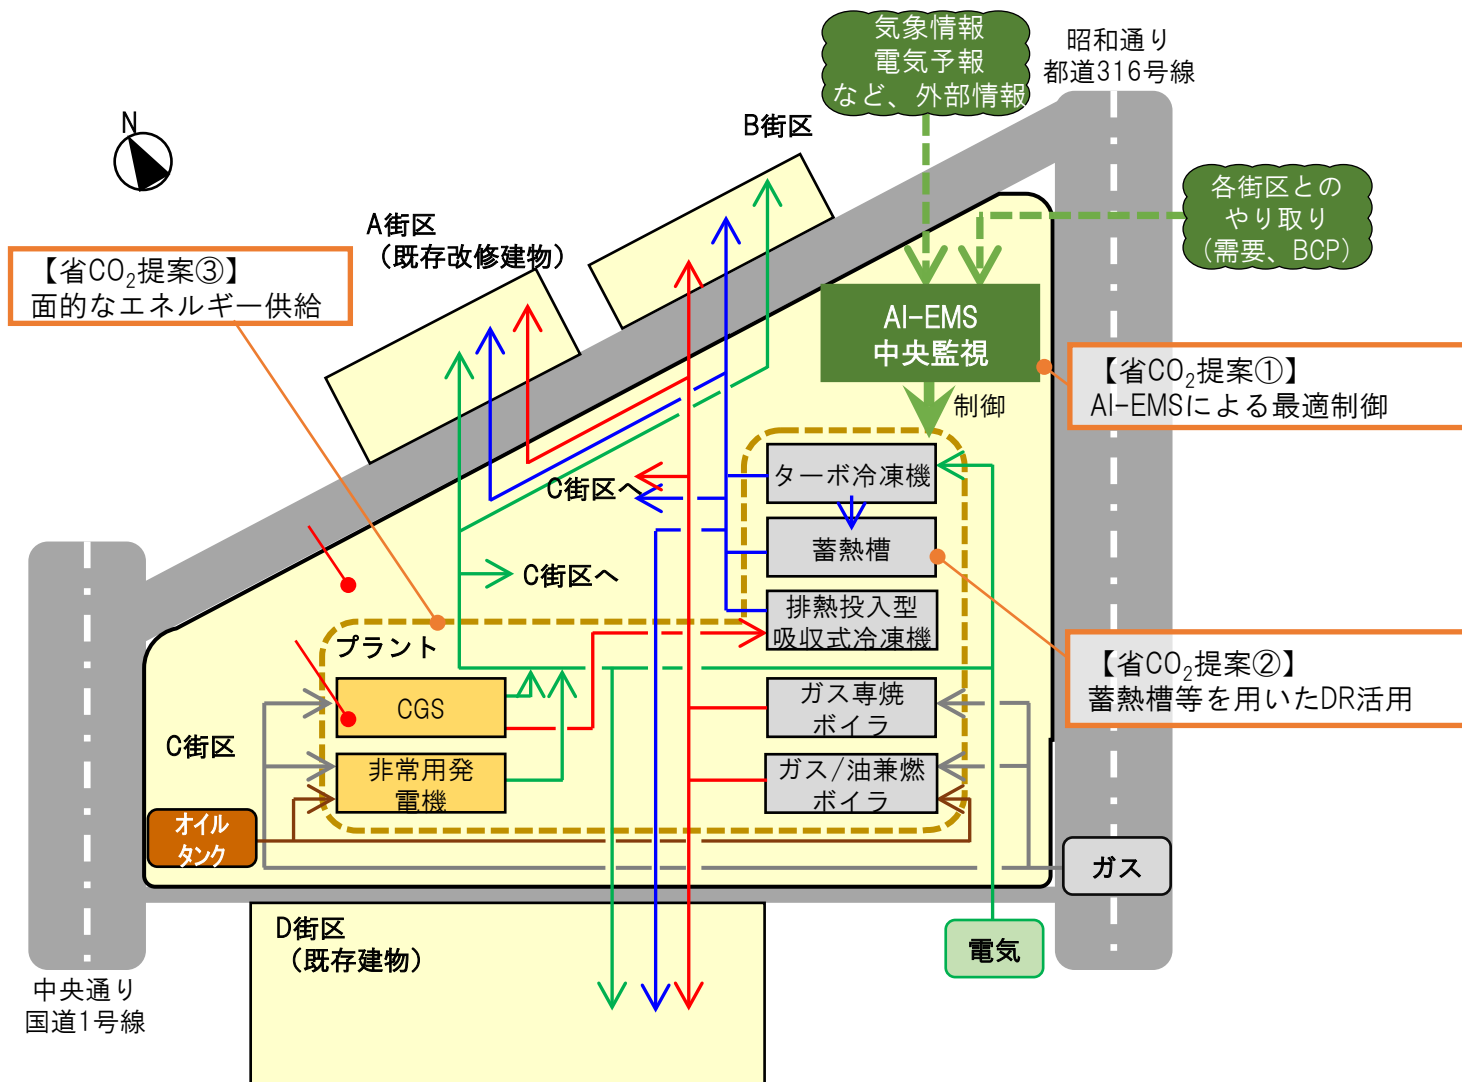 気象情報
電気予報
など、外部情報
昭和通り
都道316号線
N
B街区
各街区との
やり取り
(需要、BCP)
A街区
（既存改修建物）
【省CO₂提案③】
面的なエネルギー供給
AI-EMS
中央監視
【省CO₂提案①】
AI-EMSによる最適制御
制御
ターボ冷凍機
C街区へ
蓄熱槽
C街区へ
排熱投入型
吸収式冷凍機
プラント
【省CO₂提案②】
蓄熱槽等を用いたDR活用
CGS
ガス専焼
ボイラ
C街区
非常用発
電機
ガス/油兼燃
ボイラ
オイル
タンク
ガス
D街区
（既存建物）
電気
中央通り
国道1号線